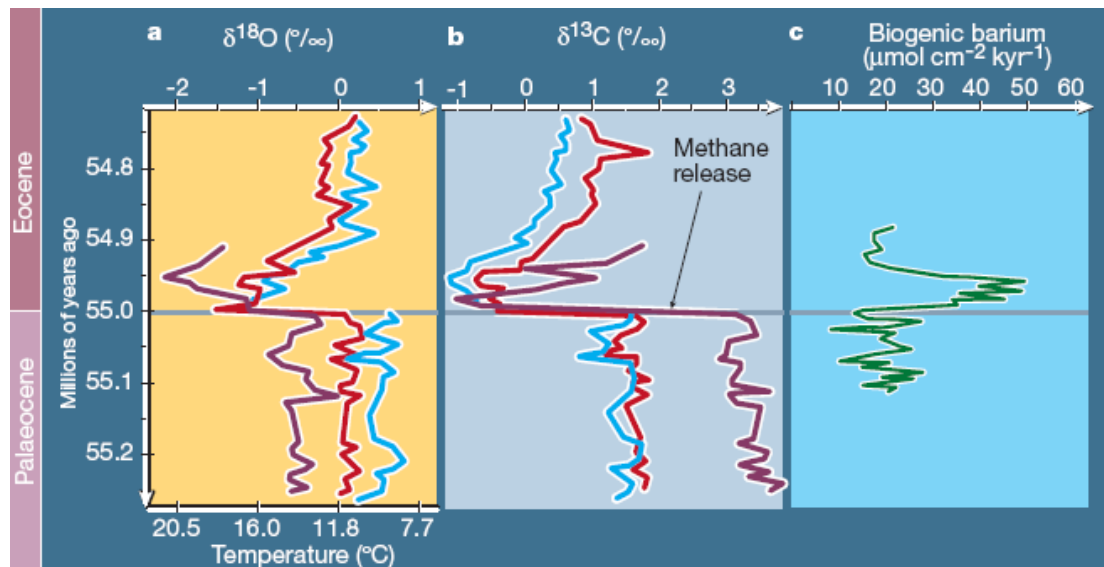 a
δ18O (°/∞)
-2 -1 0 1
b
δ13C (°/∞)
-1 0 1 2 3
c
Biogenic barium
(μmol cm-2 kyr-1)
10 20 30 40 50 60
Eocene
Palaeocene
Millions of years ago
54.8
54.9
55.0
55.1
55.2
Methane
release
20.5 16.0 11.8 7.7
Temperature (°C)